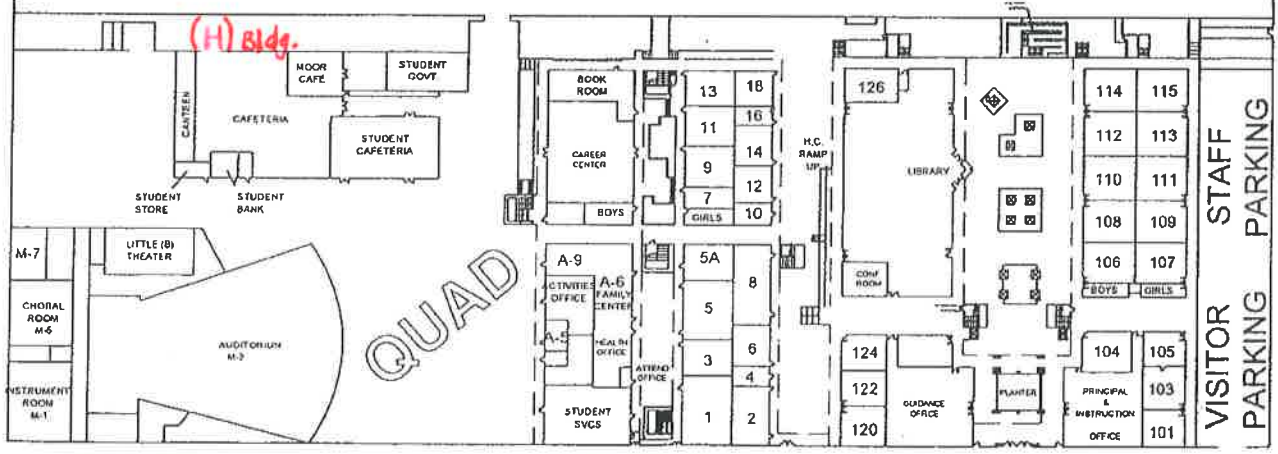 (H) Bldg.
MOOR
CAFÉ
STUDENT
GOVT.
CANTEEN
CAFETERIA
STUDENT
CAFETERIA
STUDENT
STORE
STUDENT
BANK
BOOK
ROOM
CAREER
CENTER
BOYS
13
18
16
11
14
9
12
7
10
GIRLS
H.C.
RAMP
UP
126
LIBRARY
CONF
ROOM
114
115
112
113
110
111
108
109
106
107
BOYS
GIRLS
STAFF
PARKING
VISITOR
PARKING
M-7
LITTLE (B)
THEATER
CHORAL
ROOM
M-6
AUDITORIUM
INSTRUMENT
ROOM
M-1
QUAD
A-9
ACTIVITIES
OFFICE
A-6
FAMILY
CENTER
A-5
HEALTH
OFFICE
ATTEND
OFFICE
STUDENT
SVCS
5A
8
5
6
3
4
1
2
124
122
120
GUIDANCE
OFFICE
PLANTER
104
105
103
101
PRINCIPAL
&
INSTRUCTION
OFFICE